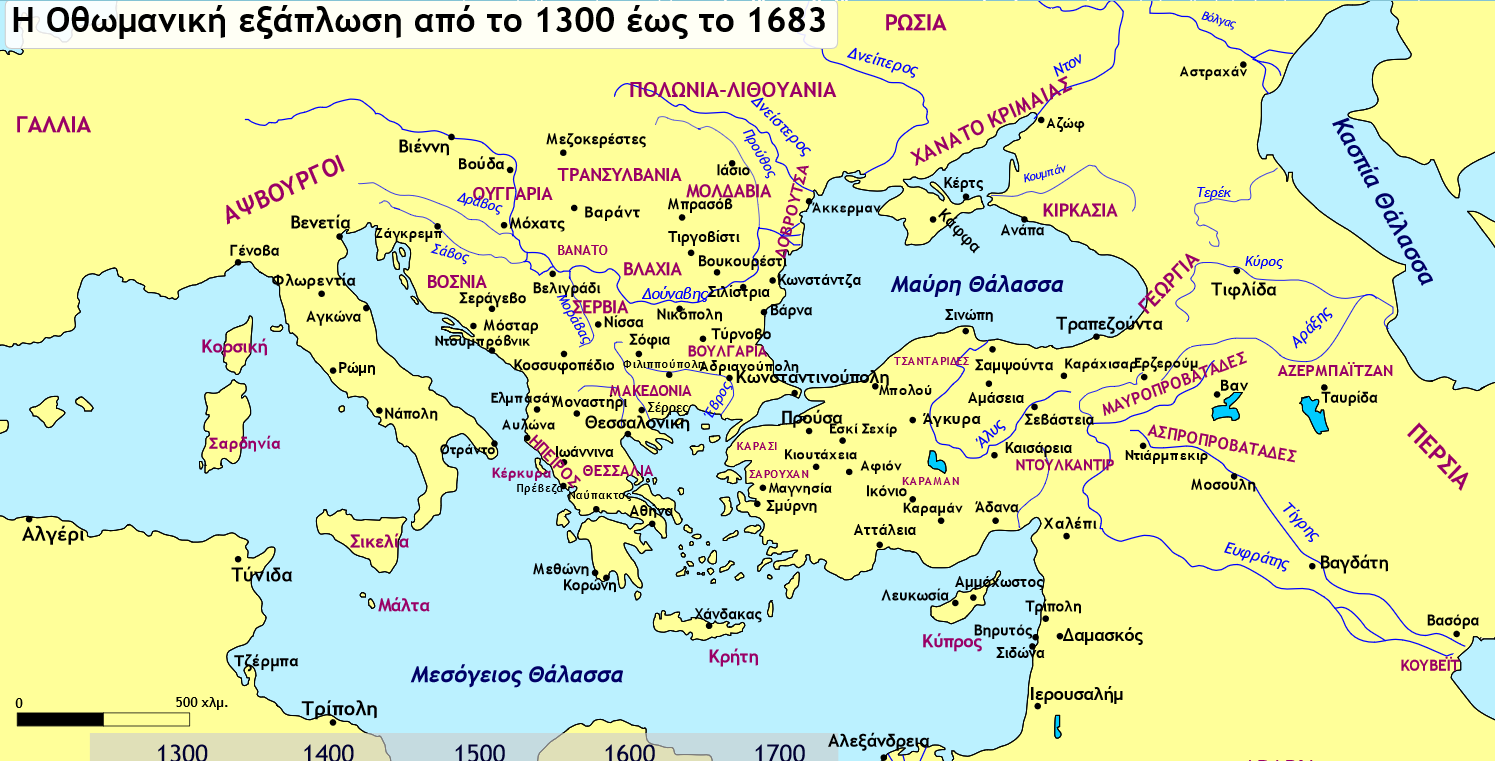 Η Οθωμανική εξάπλωση από το 1300 έως το 1683
ΡΩΣΙΑ
Βόλγας
Δνείπερος
Ντον
Αστραχάν
ΠΟΛΩΝΙΑ-ΛΙΘΟΥΑΝΙΑ
Δνείστερος
ΧΑΝΑΤΟ ΚΡΙΜΑΙΑΣ
Αζώφ
Κασπία Θάλασσα
ΓΑΛΛΙΑ
Βιέννη
Μεζοκερέστες
Προύθος
Βούδα
ΤΡΑΝΣΥΛΒΑΝΙΑ
Ιάσιο
ΑΨΒΟΥΡΓΟΙ
ΟΥΓΓΑΡΙΑ
ΜΟΛΔΑΒΙΑ
Δράβος
Μπρασόβ
Βαράντ
Μόχατς
ΔΟΒΡΟΥΤΣΑ
Άκκερμαν
Κέρτς
Κουμπάν
Τερέκ
ΚΙΡΚΑΣΙΑ
Κάφφα
Ανάπα
Βενετία
Ζάγκρεμπ
Γένοβα
Σάβος
ΒΑΝΑΤΟ
Τιργοβίστι
ΒΛΑΧΙΑ
Βουκουρέστι
Φλωρεντία
ΒΟΣΝΙΑ
Βελιγράδι
Δούναβης
Σιλίστρια
Κωνστάντζα
Μαύρη Θάλασσα
ΓΕΩΡΓΙΑ
Κύρος
Τιφλίδα
Σεράγεβο
ΣΕΡΒΙΑ
Μοράβας
Αγκώνα
Νικόπολη
Βάρνα
Σινώπη
Μόσταρ
Νίσσα
Τραπεζούντα
Αράξης
Ντουμπρόβνικ
Σόφια
Τύρνοβο
Κορσική
ΒΟΥΛΓΑΡΙΑ
Κοσσυφοπέδιο
Φιλιππούπολη
Αδριανούπολη
ΤΣΑΝΤΑΡΙΔΕΣ
Σαμψούντα
Καράχισαρ
Ερζερούμ
Ρώμη
Κωνσταντινούπολη
ΜΑΥΡΟΠΡΟΒΑΤΑΔΕΣ
Βαν
ΑΖΕΡΜΠΑΪΤΖΑΝ
Ταυρίδα
ΜΑΚΕΔΟΝΙΑ
Μπολού
Αμάσεια
Ελμπασάν
Μοναστήρι
Σέρρες
Έβρος
Νάπολη
Αυλώνα
Θεσσαλονίκη
Προύσα
Άγκυρα
Σεβάστεια
Εσκί Σεχίρ
Άλυς
ΑΣΠΡΟΠΡΟΒΑΤΑΔΕΣ
ΠΕΡΣΙΑ
Σαρδηνία
Οτράντο
ΗΠΕΙΡΟΣ
Ιωάννινα
ΚΑΡΑΣΙ
Κιουτάχεια
Καισάρεια
Ντιάρμπεκιρ
Κέρκυρα
ΘΕΣΣΑΛΙΑ
ΣΑΡΟΥΧΑΝ
Αφιόν
ΝΤΟΥΛΚΑΝΤΙΡ
Πρέβεζα
Ναύπακτος
Μαγνησία
ΚΑΡΑΜΑΝ
Μοσούλη
Ικόνιο
Σμύρνη
Αθήνα
Καραμάν
Άδανα
Τίγρης
Αλγέρι
Αττάλεια
Χαλέπι
Σικελία
Ευφράτης
Βαγδάτη
Τύνιδα
Μεθώνη
Κορώνη
Αμμόχωστος
Λευκωσία
Μάλτα
Χάνδακας
Τρίπολη
Βασόρα
Κύπρος
Βηρυτός
Δαμασκός
Κρήτη
Σιδώνα
Τζέρμπα
Μεσόγειος Θάλασσα
ΚΟΥΒΕΪΤ
Ιερουσαλήμ
0
500 χλμ.
Τρίπολη
Αλεξάνδρεια
1300
1400
1500
1600
1700